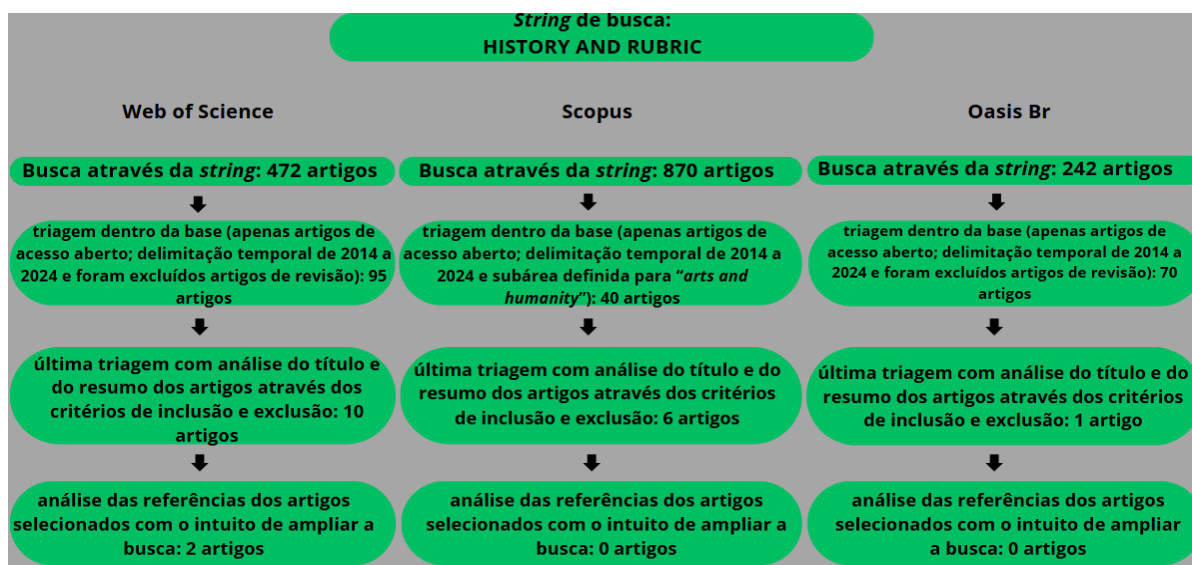 String de busca:
HISTORY AND RUBRIC
Web of Science
Scopus
Oasis Br
Busca através da string: 472 artigos
Busca através da string: 870 artigos
Busca através da string: 242 artigos
triagem dentro da base (apenas artigos de
acesso aberto; delimitação temporal de 2014 a
2024 e foram excluídos artigos de revisão): 95
artigos
triagem dentro da base (apenas artigos de
acesso aberto; delimitação temporal de 2014 a
2024 e subárea definida para “arts and
humanity”): 40 artigos
triagem dentro da base (apenas artigos de
acesso aberto; delimitação temporal de 2014 a
2024 e foram excluídos artigos de revisão): 70
artigos
última triagem com análise do título e
do resumo dos artigos através dos
critérios de inclusão e exclusão: 10
artigos
última triagem com análise do título e do
resumo dos artigos através dos critérios
de inclusão e exclusão: 6 artigos
última triagem com análise do título e do
resumo dos artigos através dos critérios
de inclusão e exclusão: 1 artigo
análise das referências dos artigos
selecionados com o intuito de ampliar a
busca: 2 artigos
análise das referências dos artigos
selecionados com o intuito de ampliar a
busca: 0 artigos
análise das referências dos artigos
selecionados com o intuito de ampliar
a busca: 0 artigos